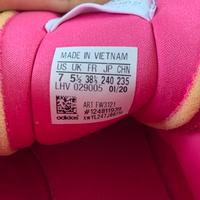 MADE IN VIETNAM
US UK FR JP CHN
7 5½ 38⅔ 240 235
LHV 029005 01/20
ART FW3121
adidas